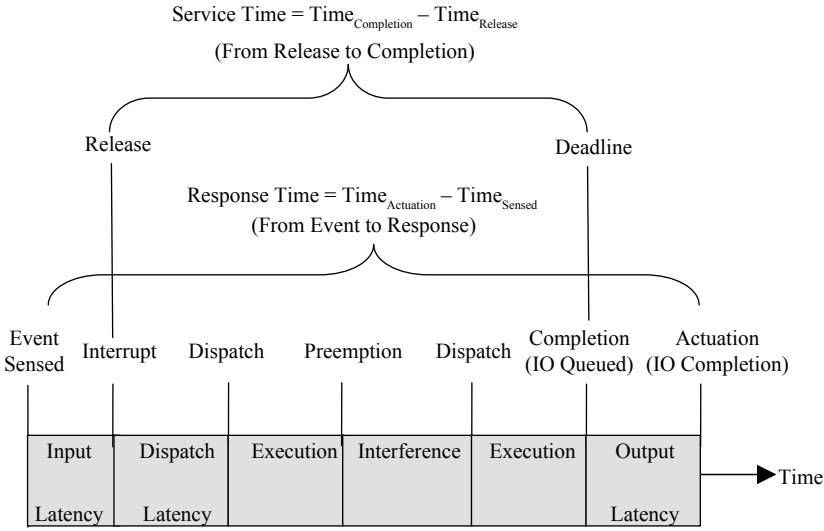 Service Time = Time_Completion – Time_Release
(From Release to Completion)
Release
Deadline
Response Time = Time_Actuation – Time_Sensed
(From Event to Response)
Event
Sensed
Interrupt
Dispatch
Preemption
Dispatch
Completion
(IO Queued)
Actuation
(IO Completion)
Input
Latency
Dispatch
Latency
Execution
Interference
Execution
Output
Latency
Time